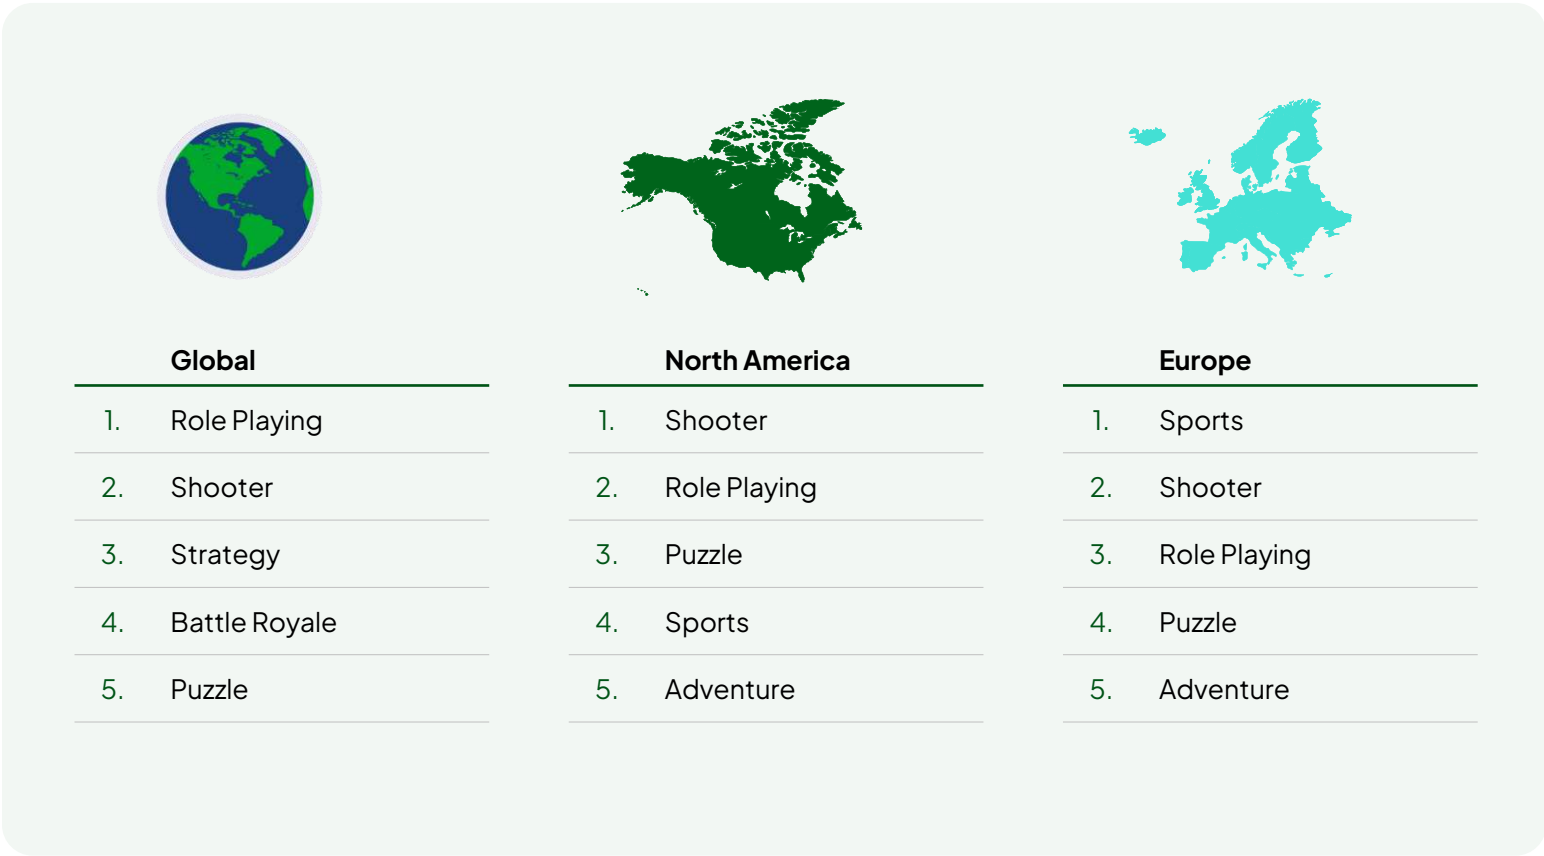 Global
1. Role Playing
2. Shooter
3. Strategy
4. Battle Royale
5. Puzzle
North America
1. Shooter
2. Role Playing
3. Puzzle
4. Sports
5. Adventure
Europe
1. Sports
2. Shooter
3. Role Playing
4. Puzzle
5. Adventure